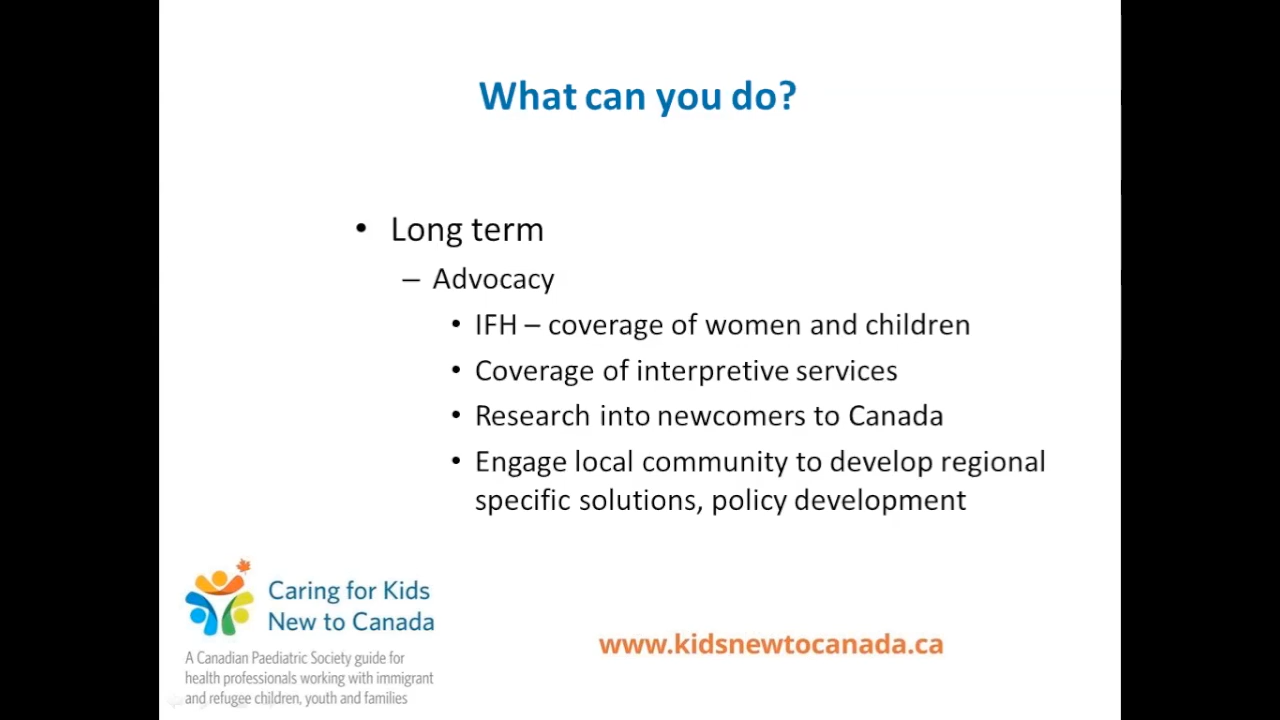 What can you do?
• Long term
– Advocacy
• IFH – coverage of women and children
• Coverage of interpretive services
• Research into newcomers to Canada
• Engage local community to develop regional
specific solutions, policy development
Caring for Kids
New to Canada
A Canadian Paediatric Society guide for
health professionals working with immigrant
and refugee children, youth and families
www.kidsnewtocanada.ca